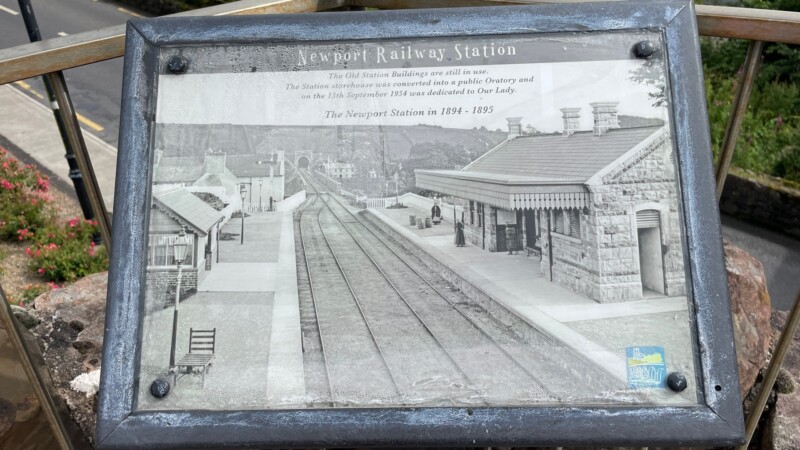 Newport Railway Station
The Old Station Buildings are still in use.
The Station storehouse was converted into a public Oratory and
on the 13th September 1954 was dedicated to Our Lady.
The Newport Station in 1894 - 1895